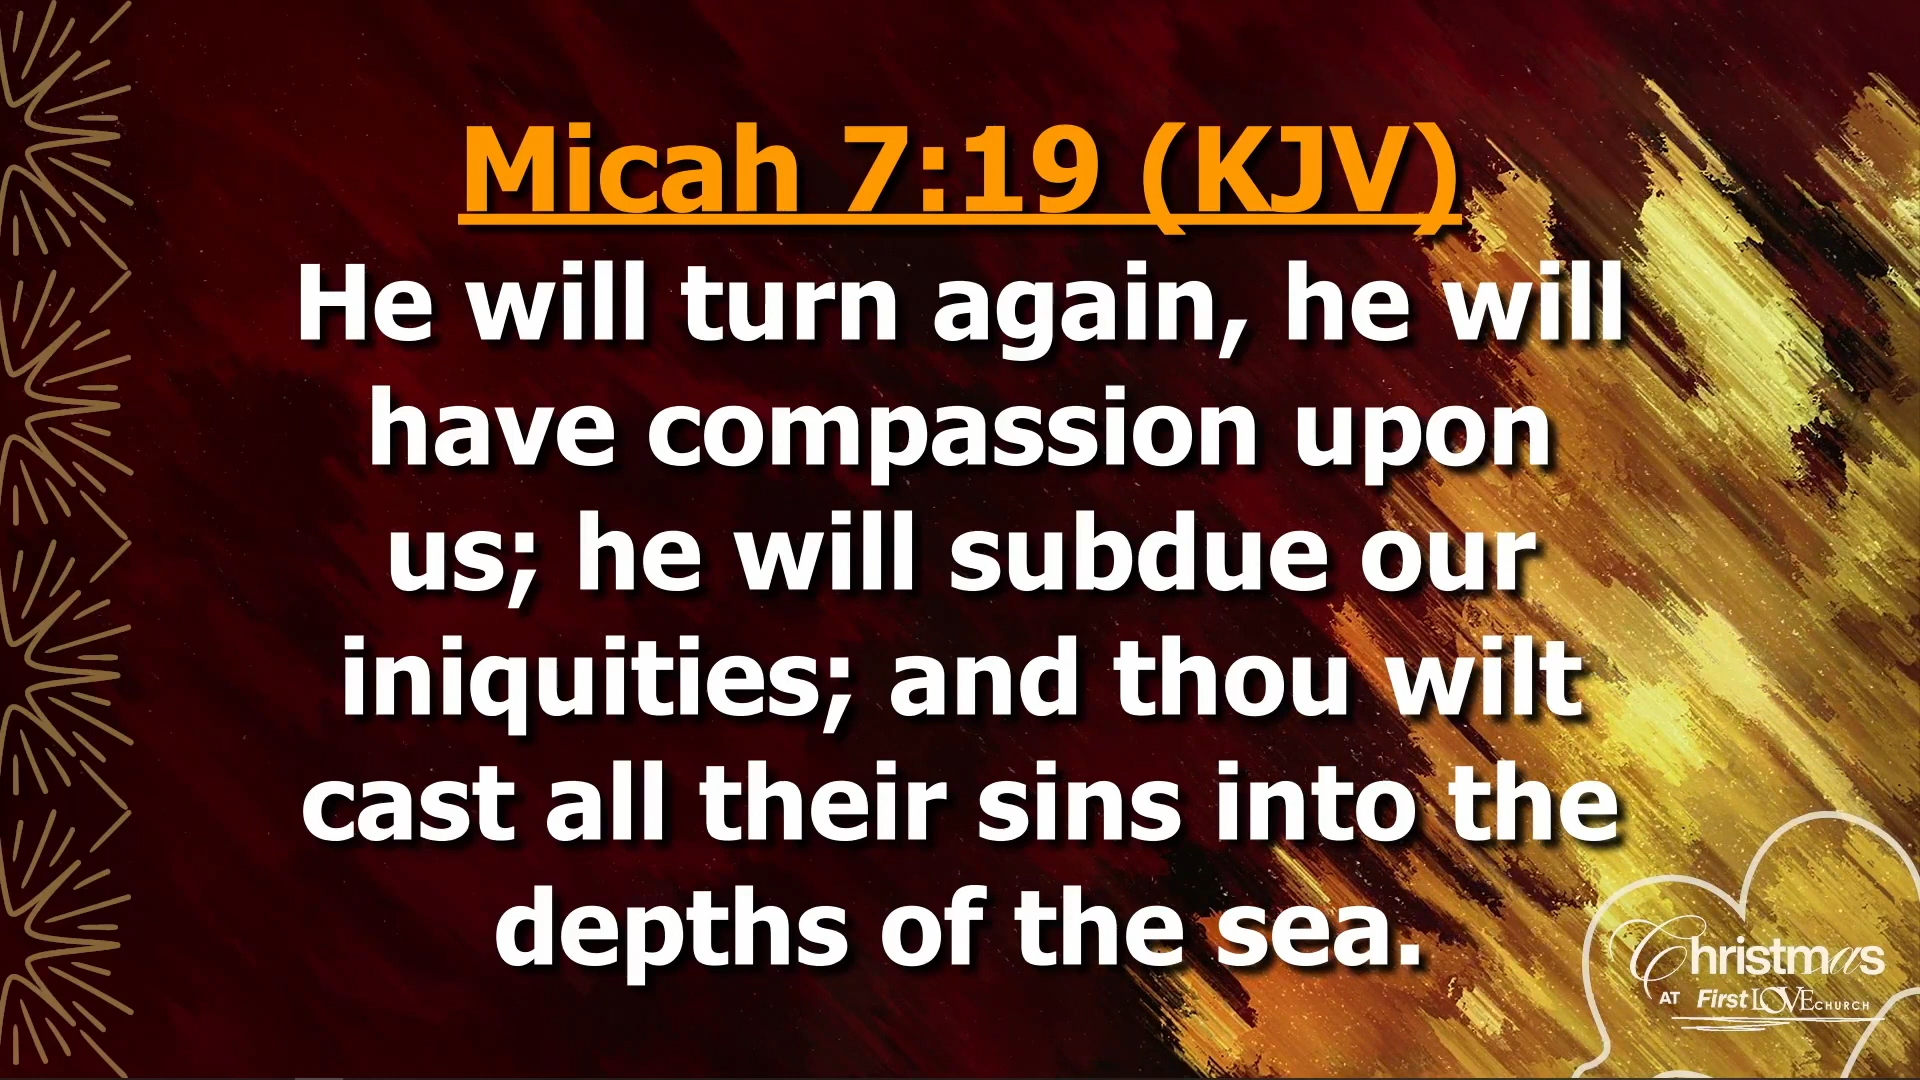 Micah 7:19 (KJV)
He will turn again, he will
have compassion upon
us; he will subdue our
iniquities; and thou wilt
cast all their sins into the
depths of the sea.
Christmas
AT First LOVE CHURCH